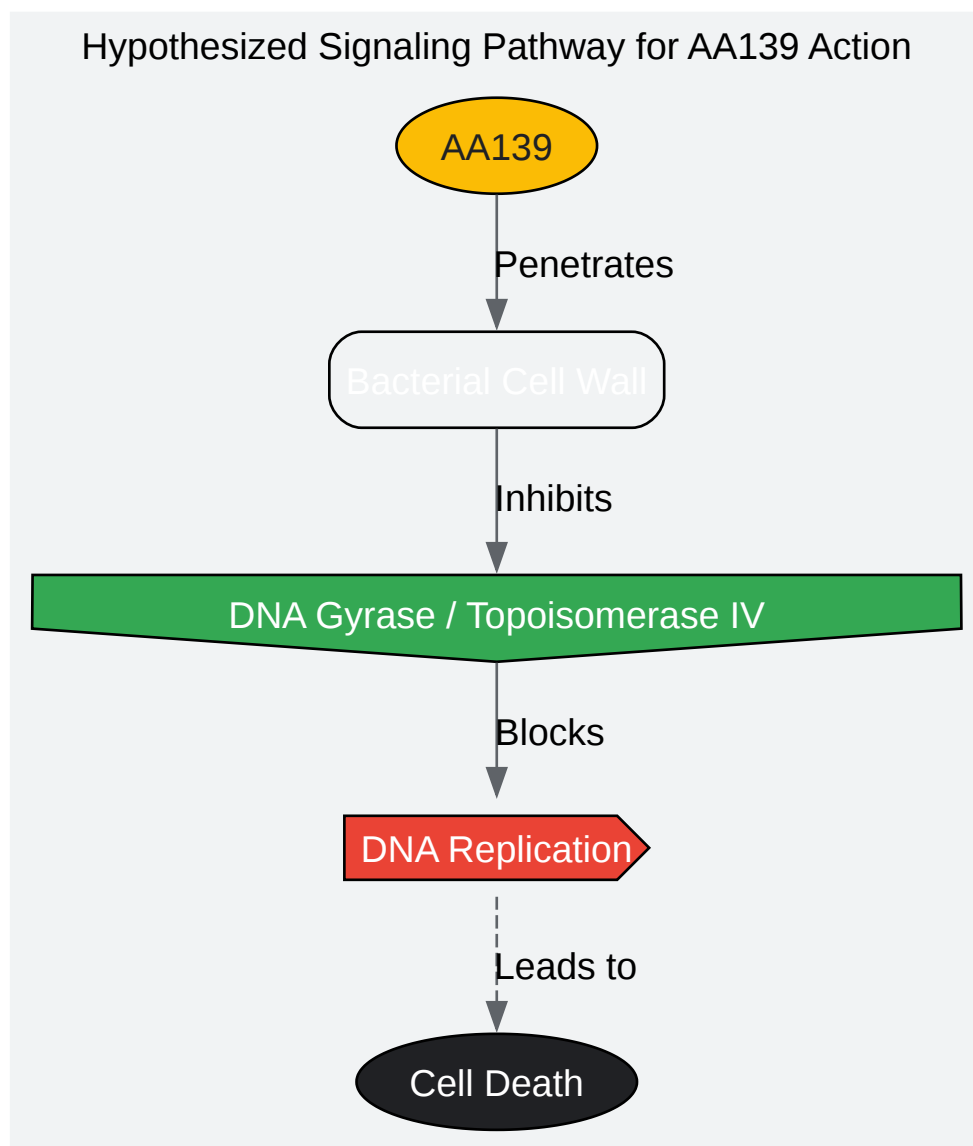 Hypothesized Signaling Pathway for AA139 Action
AA139
Penetrates
Bacterial Cell Wall
Inhibits
DNA Gyrase / Topoisomerase IV
Blocks
DNA Replication
Leads to
Cell Death